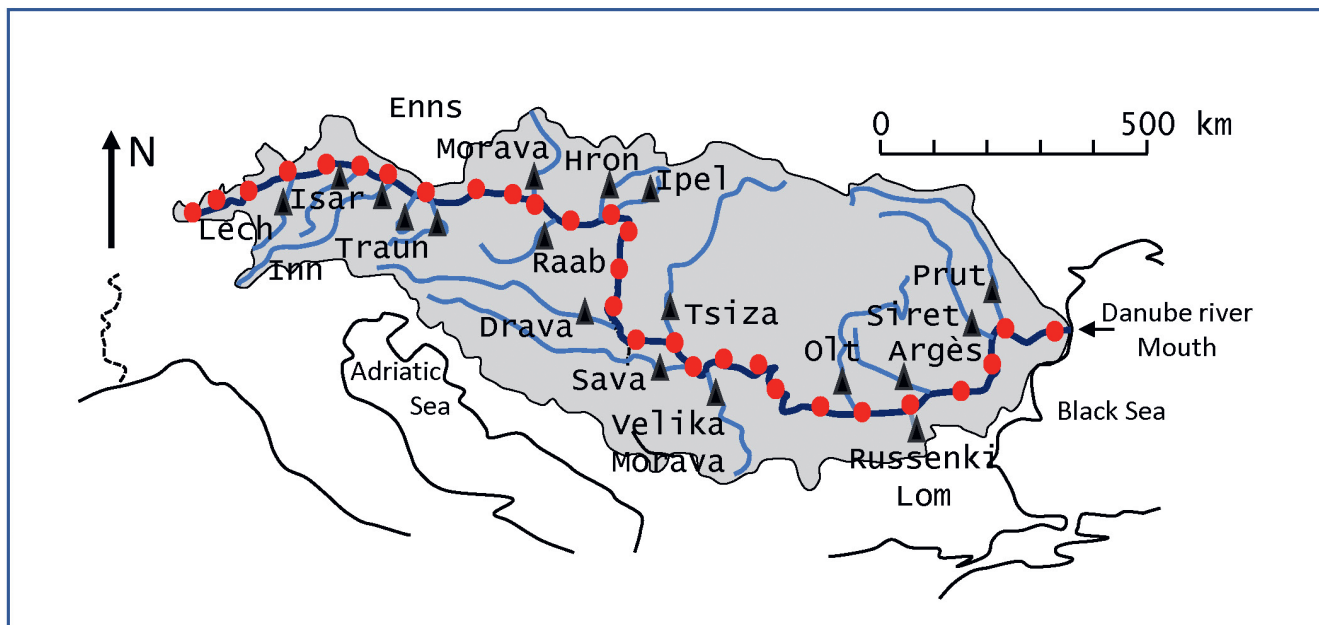 Enns
0 500 km
N
Morava
Hron
Ipel
Isar
Lech
Traun
Inn
Raab
Prut
Drava
Tsiza
Siret
Danube river
Mouth
Olt
Argès
Adriatic
Sea
Sava
Black Sea
Velika
Morava
Russenki
Lom